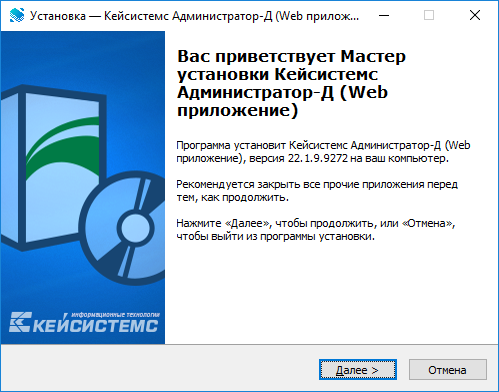 Установка — Кейсистемс Администратор-Д (Web прилож...
Вас приветствует Мастер
установки Кейсистемс
Администратор-Д (Web
приложение)
Программа установит Кейсистемс Администратор-Д (Web
приложение), версия 22.1.9.9272 на ваш компьютер.
Рекомендуется закрыть все прочие приложения перед
тем, как продолжить.
Нажмите «Далее», чтобы продолжить, или «Отмена»,
чтобы выйти из программы установки.
информационные технологии
КЕЙСИСТЕМС
Далее >
Отмена